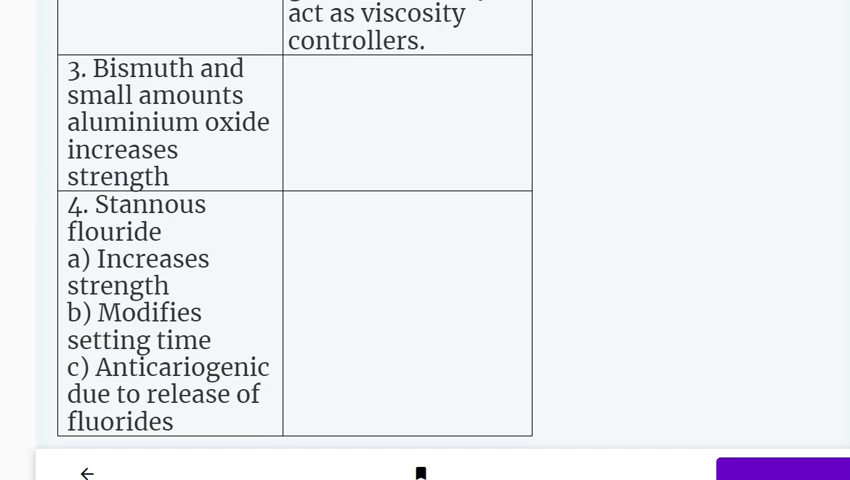 act as viscosity
controllers.
3. Bismuth and
small amounts
aluminium oxide
increases
strength
4. Stannous
flouride
a) Increases
strength
b) Modifies
setting time
c) Anticariogenic
due to release of
fluorides